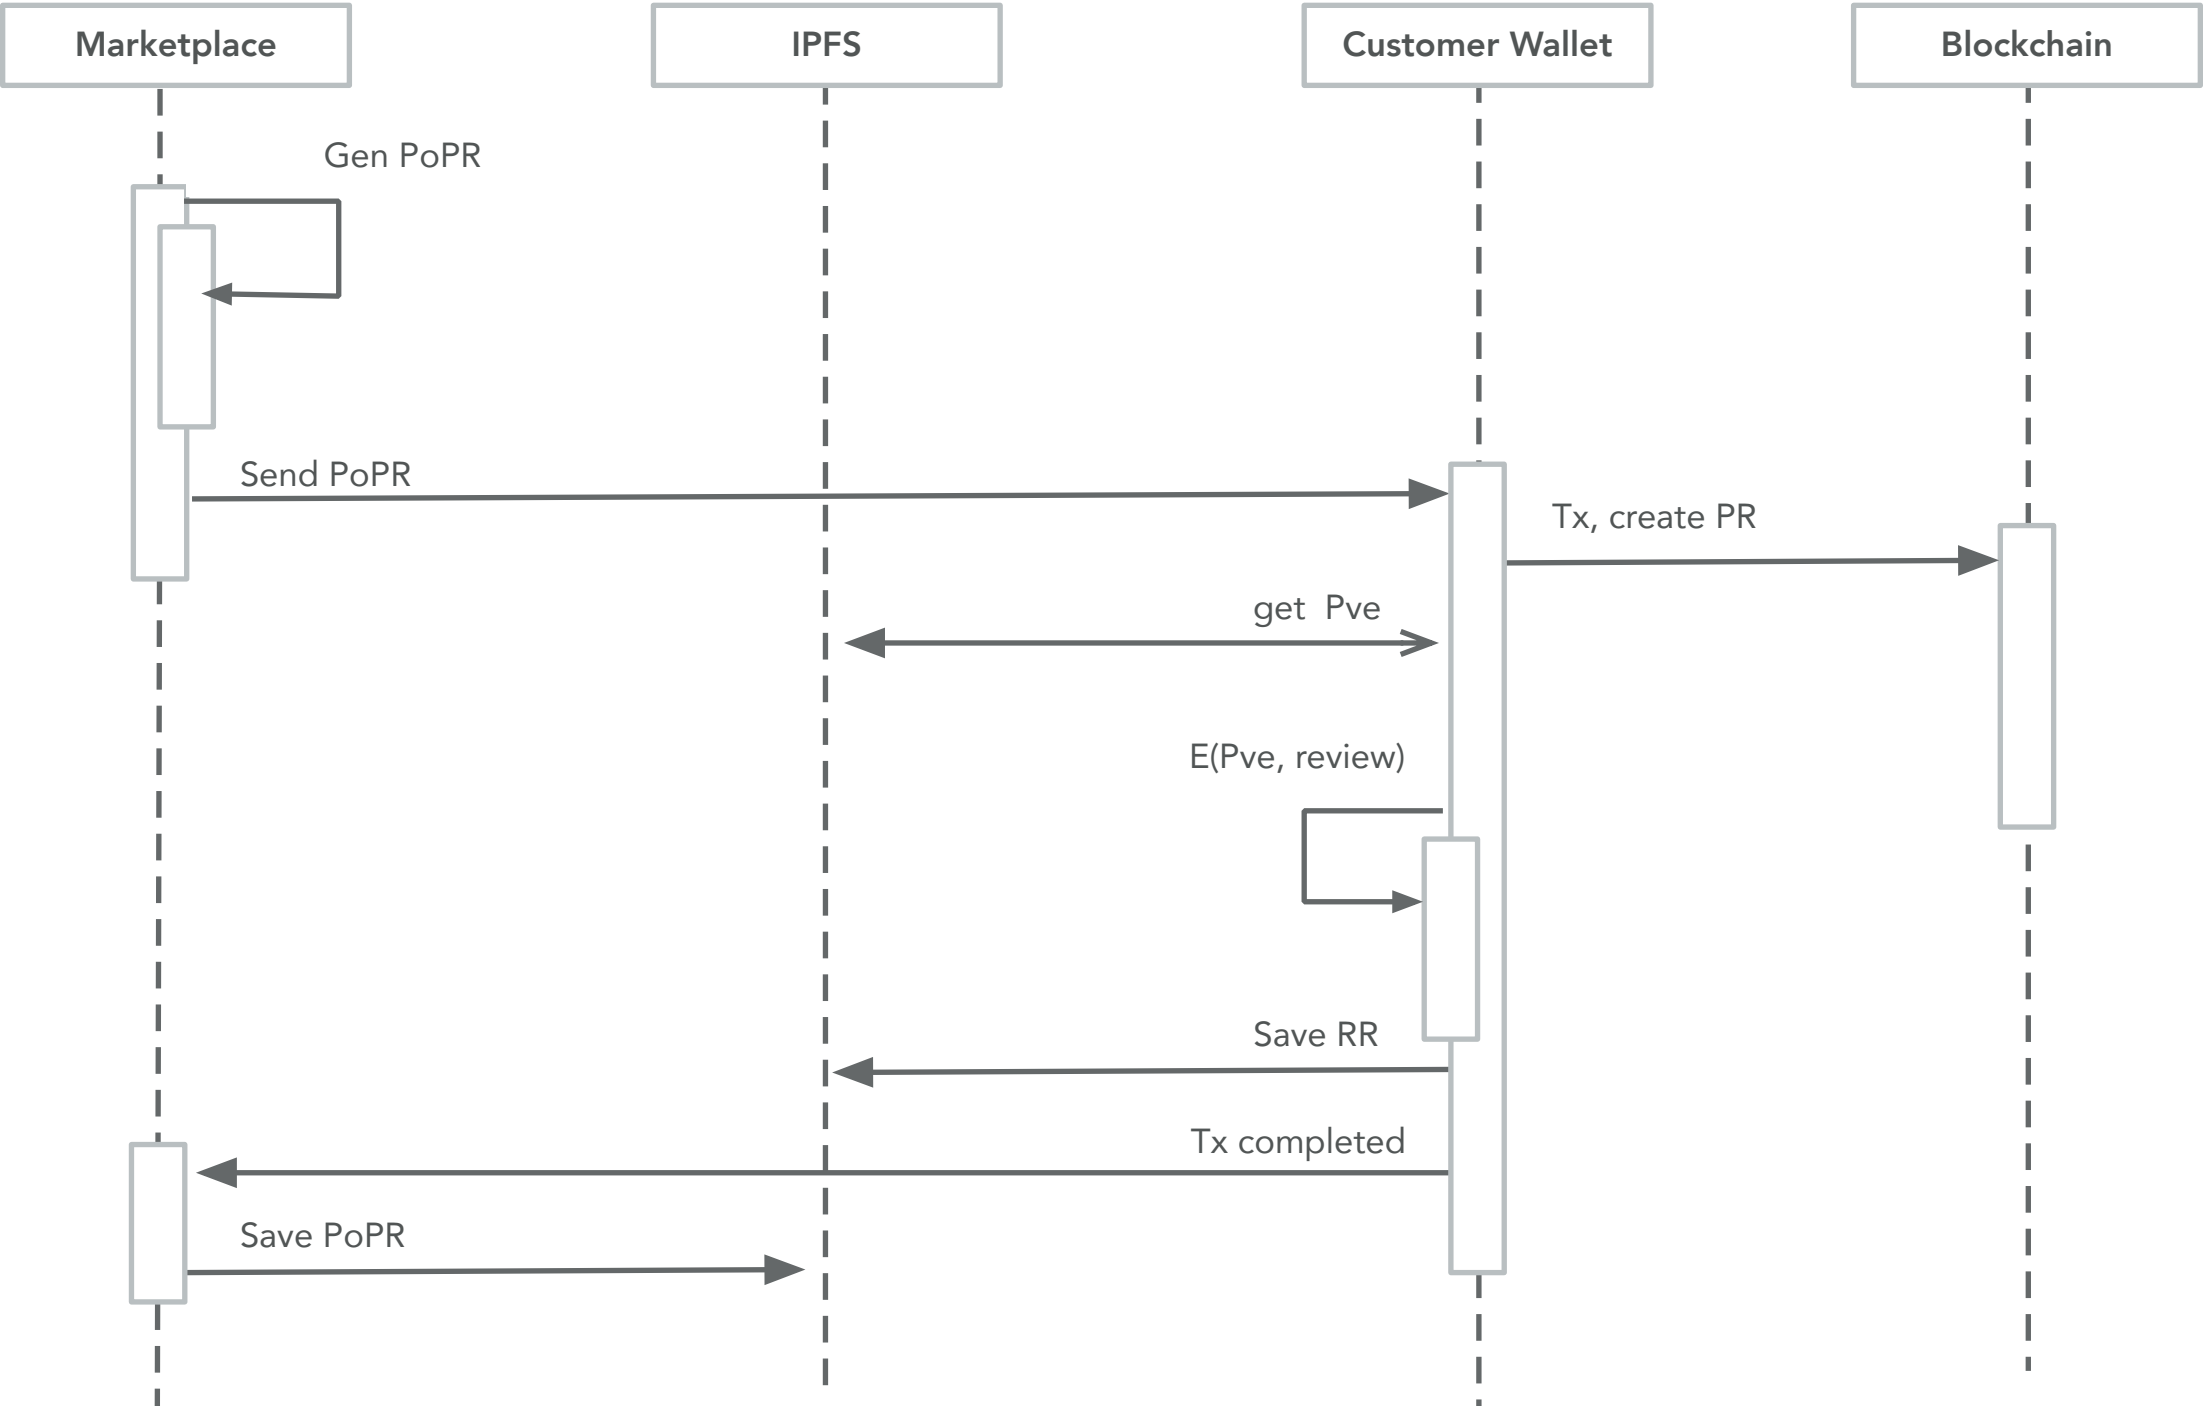 Marketplace
IPFS
Customer Wallet
Blockchain
Gen PoPR
Send PoPR
Tx, create PR
get  Pve
E(Pve, review)
Save RR
Tx completed
Save PoPR